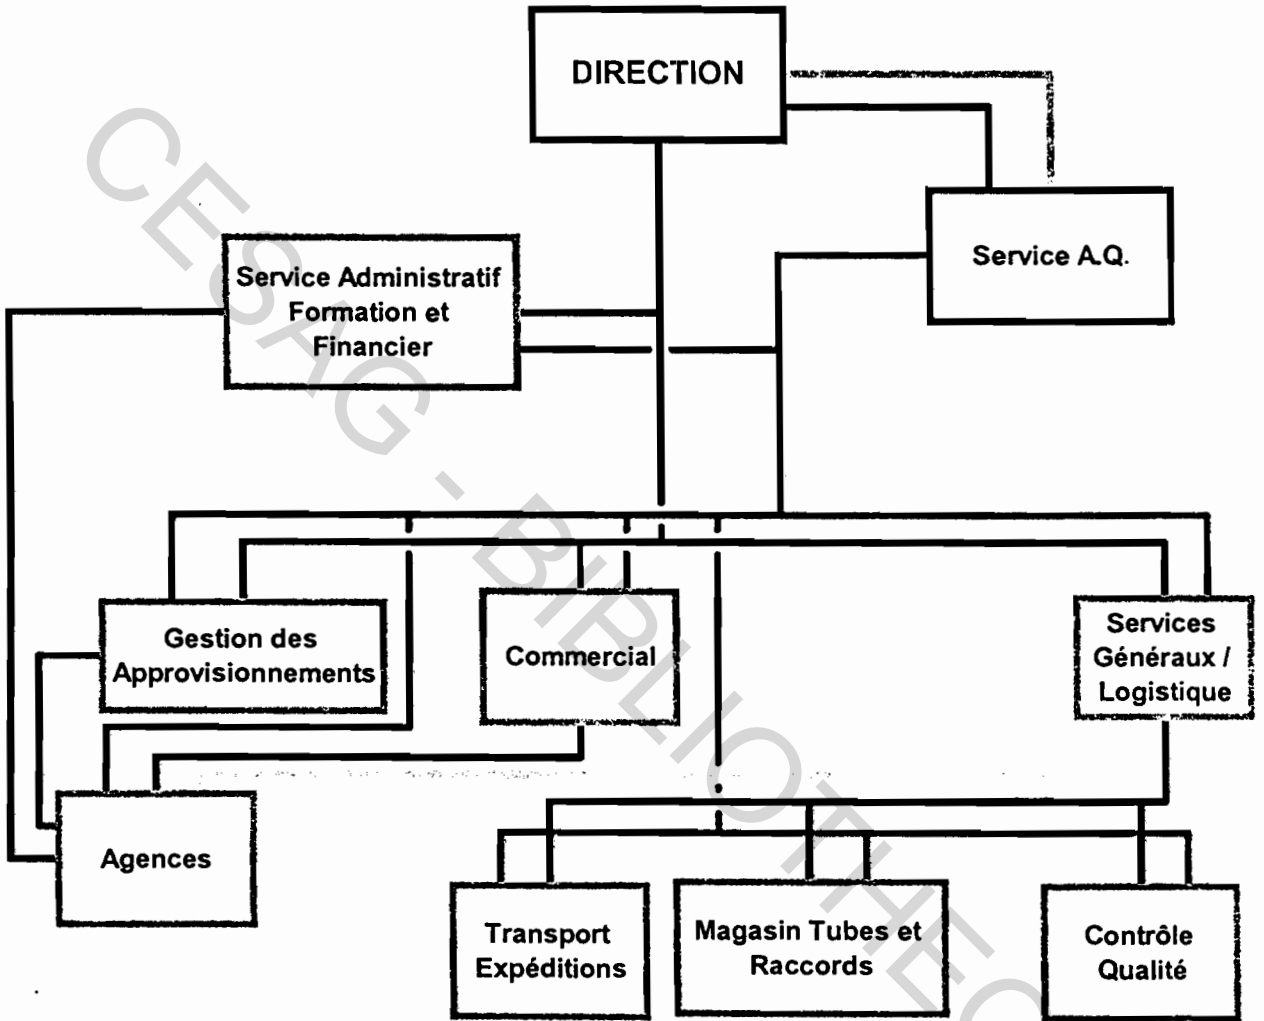 DIRECTION
Service A.Q.
Service Administratif
Formation et
Financier
Gestion des
Approvisionnements
Commercial
Services
Généraux /
Logistique
Agences
Transport
Expéditions
Magasin Tubes et
Raccords
Contrôle
Qualité
CESAG - BIBLIOTHEQ